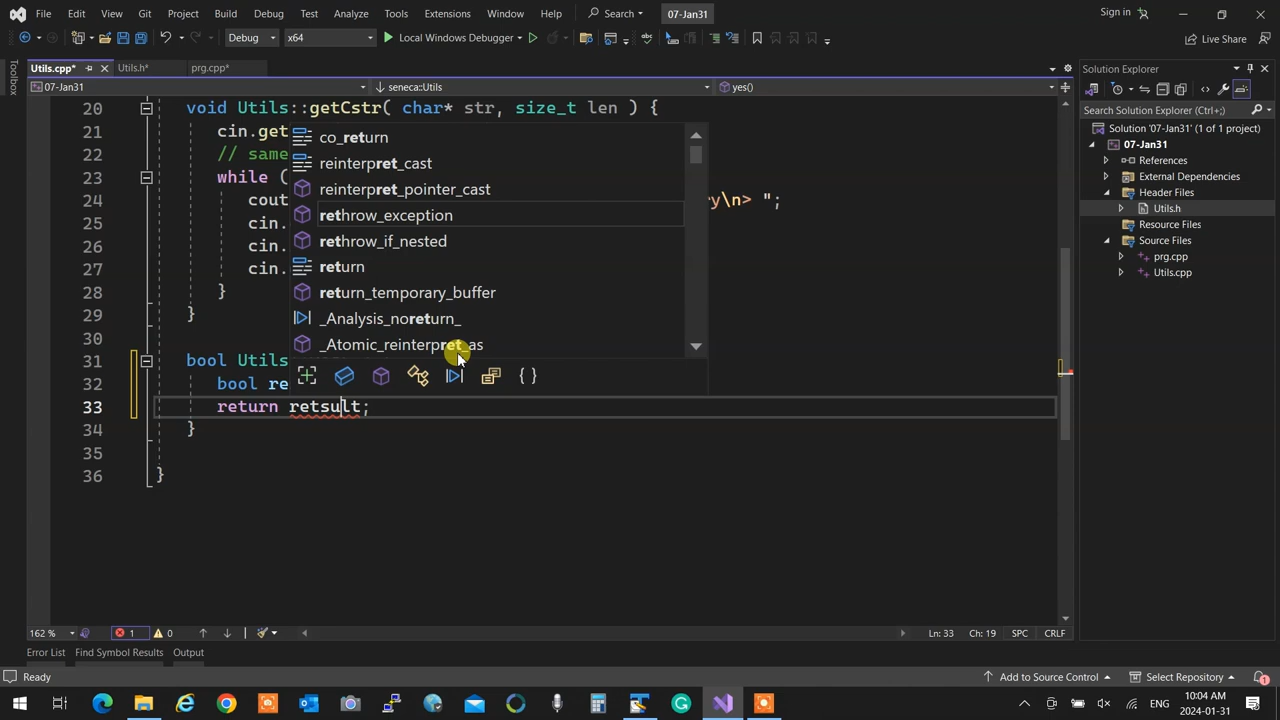 File Edit View Git Project Build Debug Test Analyze Tools Extensions Window Help Search 07-Jan31 Sign in
Debug x64 Local Windows Debugger Live Share
Utils.cpp* Utils.h* prg.cpp*
07-Jan31 seneca::Utils yes()
20 void Utils::getCstr( char* str, size_t len ) {
21 cin.get
22 // same
23 while (
24 cout ry\n> ";
25 cin.
26 cin.
27 cin.
28 }
29 }
30
31 bool Utils
32 bool re
33 return retsult;
34 }
35
36 }
co_return
reinterpret_cast
reinterpret_pointer_cast
rethrow_exception
rethrow_if_nested
return
return_temporary_buffer
_Analysis_noreturn_
_Atomic_reinterpret_as
Toolbox
Solution Explorer
Search Solution Explorer (Ctrl+;)
Solution '07-Jan31' (1 of 1 project)
07-Jan31
References
External Dependencies
Header Files
Utils.h
Resource Files
Source Files
prg.cpp
Utils.cpp
162 % 1 0 Ln: 33 Ch: 19 SPC CRLF
Error List Find Symbol Results Output
Ready Add to Source Control Select Repository 1
ENG 10:04 AM
2024-01-31